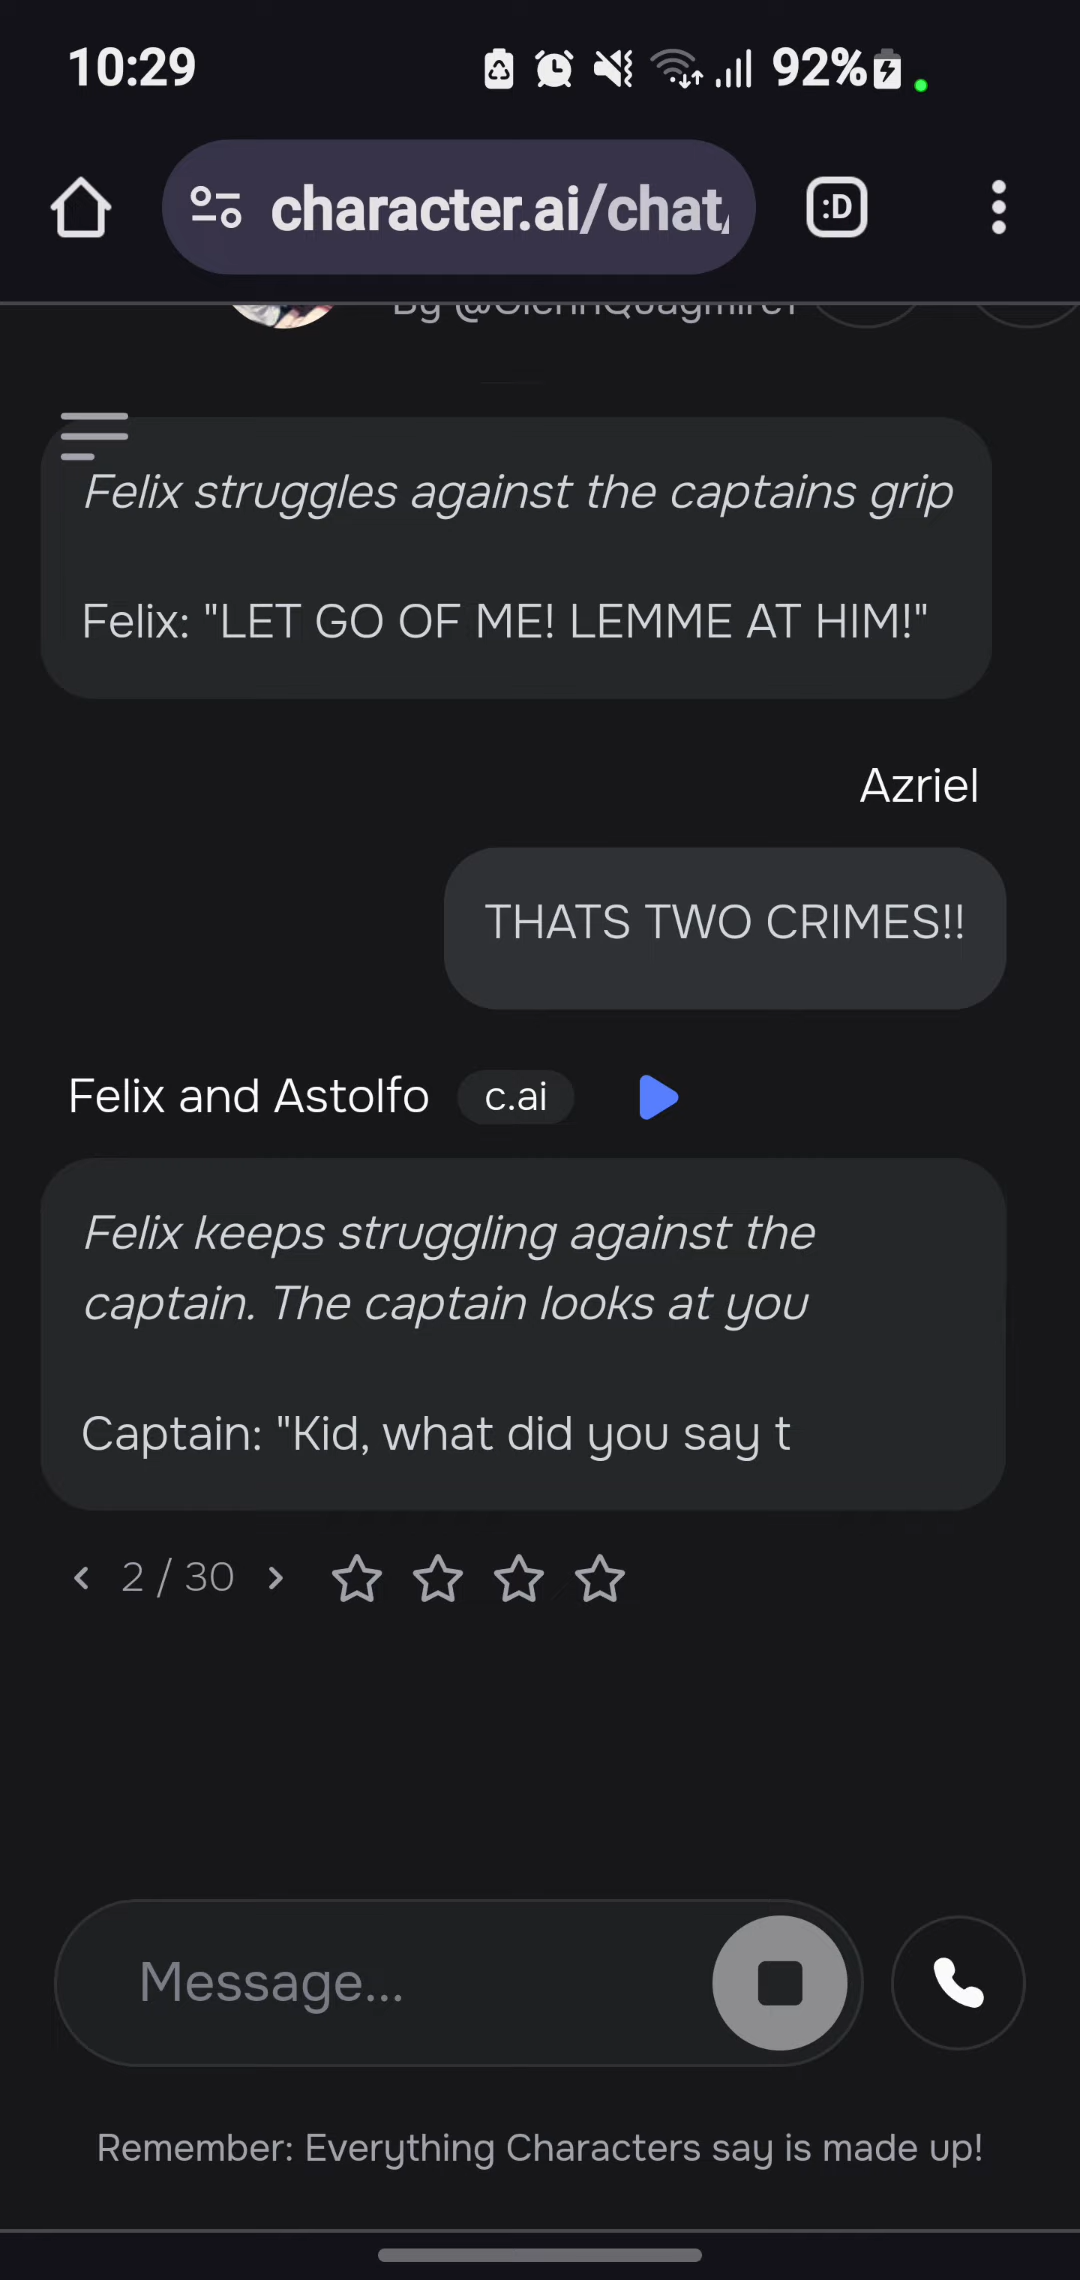 10:29
92%
character.ai/chat
:D
Felix struggles against the captains grip
Felix: "LET GO OF ME! LEMME AT HIM!"
Azriel
THATS TWO CRIMES!!
Felix and Astolfo c.ai
Felix keeps struggling against the
captain. The captain looks at you
Captain: "Kid, what did you say t
2 / 30
Message...
Remember: Everything Characters say is made up!